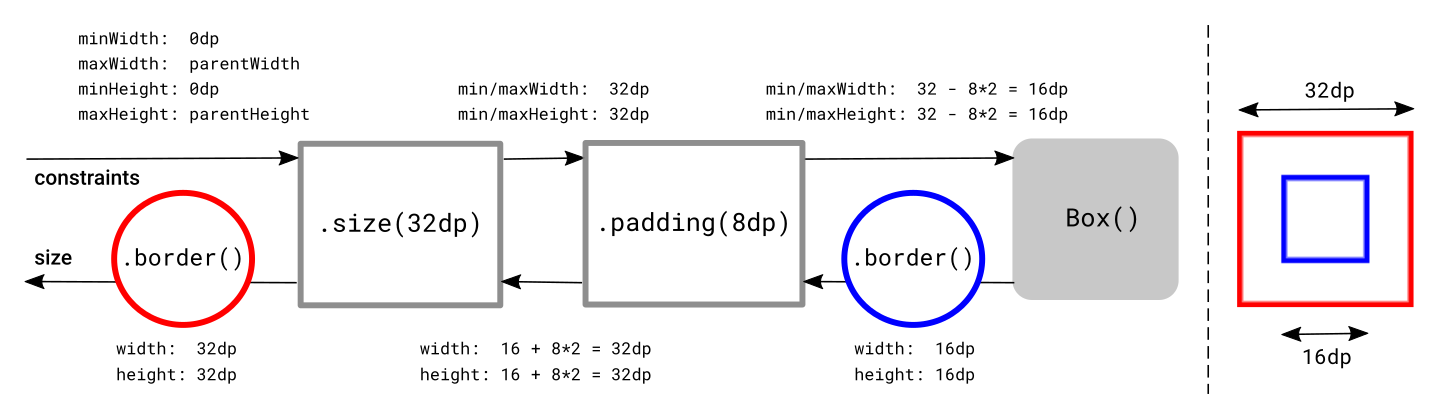 minWidth:  0dp
maxWidth:  parentWidth
minHeight: 0dp
maxHeight: parentHeight
min/maxWidth:  32dp
min/maxHeight: 32dp
min/maxWidth:  32 - 8*2 = 16dp
min/maxHeight: 32 - 8*2 = 16dp
constraints
size
.border()
.size(32dp)
.padding(8dp)
.border()
Box()
width:  32dp
height: 32dp
width:  16 + 8*2 = 32dp
height: 16 + 8*2 = 32dp
width:  16dp
height: 16dp
32dp
16dp